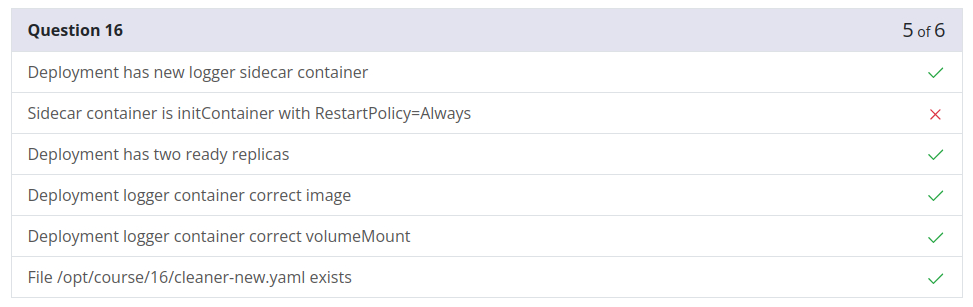 Question 16 5 of 6
Deployment has new logger sidecar container
Sidecar container is initContainer with RestartPolicy=Always
Deployment has two ready replicas
Deployment logger container correct image
Deployment logger container correct volumeMount
File /opt/course/16/cleaner-new.yaml exists